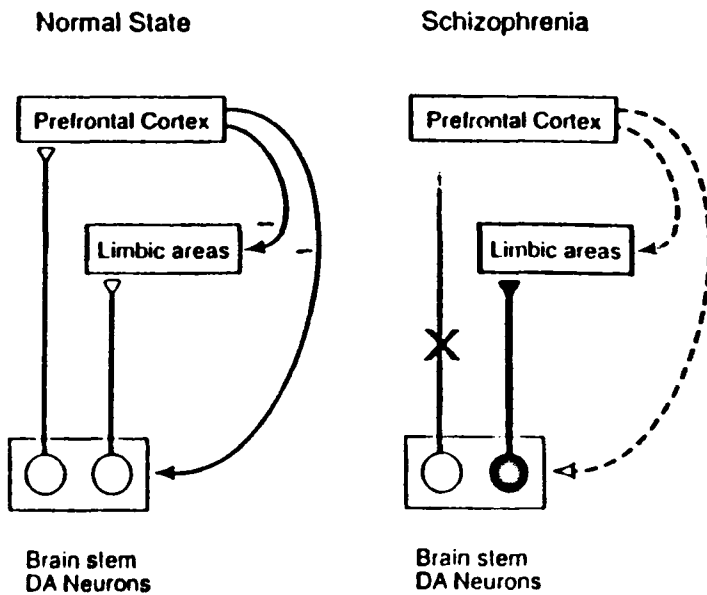 Normal State
Prefrontal Cortex
–
Limbic areas
–
Brain stem
DA Neurons
Schizophrenia
Prefrontal Cortex
Limbic areas
X
Brain stem
DA Neurons